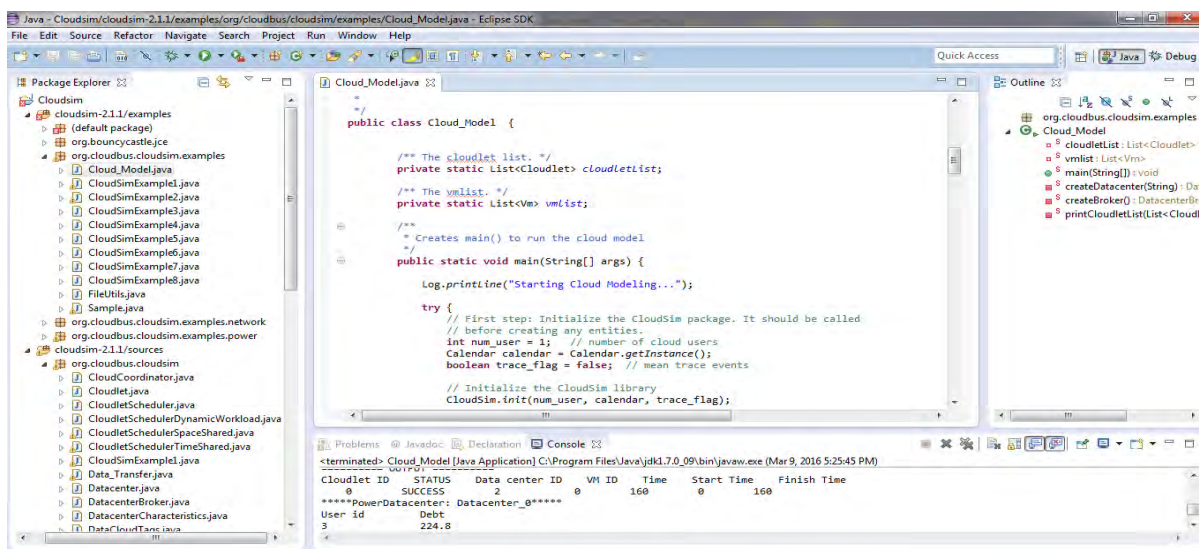 Java - Cloudsim/cloudsim-2.1.1/examples/org/cloudbus/cloudsim/examples/Cloud_Model.java - Eclipse SDK
File Edit Source Refactor Navigate Search Project Run Window Help
Quick Access
Java
Debug
Package Explorer
Cloudsim
cloudsim-2.1.1/examples
(default package)
org.bouncycastle.jce
org.cloudbus.cloudsim.examples
Cloud_Model.java
CloudSimExample1.java
CloudSimExample2.java
CloudSimExample3.java
CloudSimExample4.java
CloudSimExample5.java
CloudSimExample6.java
CloudSimExample7.java
CloudSimExample8.java
FileUtils.java
Sample.java
org.cloudbus.cloudsim.examples.network
org.cloudbus.cloudsim.examples.power
cloudsim-2.1.1/sources
org.cloudbus.cloudsim
CloudCoordinator.java
Cloudlet.java
CloudletScheduler.java
CloudletSchedulerDynamicWorkload.java
CloudletSchedulerSpaceShared.java
CloudletSchedulerTimeShared.java
CloudSimExample1.java
Data_Transfer.java
Datacenter.java
DatacenterBroker.java
DatacenterCharacteristics.java
DataCloudTags.java
Cloud_Model.java
*
*/
public class Cloud_Model {
/** The cloudlet list. */
private static List<Cloudlet> cloudletList;
/** The vmlist. */
private static List<Vm> vmlist;
/**
* Creates main() to run the cloud model
*/
public static void main(String[] args) {
Log.printLine("Starting Cloud Modeling...");
try {
// First step: Initialize the CloudSim package. It should be called
// before creating any entities.
int num_user = 1; // number of cloud users
Calendar calendar = Calendar.getInstance();
boolean trace_flag = false; // mean trace events
// Initialize the CloudSim library
CloudSim.init(num_user, calendar, trace_flag);
Outline
org.cloudbus.cloudsim.examples
Cloud_Model
cloudletList : List<Cloudlet>
vmlist : List<Vm>
main(String[]) : void
createDatacenter(String) : Da
createBroker() : DatacenterBr
printCloudletList(List<Cloudl
Problems @ Javadoc Declaration Console
<terminated> Cloud_Model [Java Application] C:\Program Files\Java\jdk1.7.0_09\bin\javaw.exe (Mar 9, 2016 5:25:45 PM)
========== OUTPUT ==========
Cloudlet ID STATUS Data center ID VM ID Time Start Time Finish Time
0 SUCCESS 2 0 160 0 160
*****PowerDatacenter: Datacenter_0*****
User id Debt
3 224.8